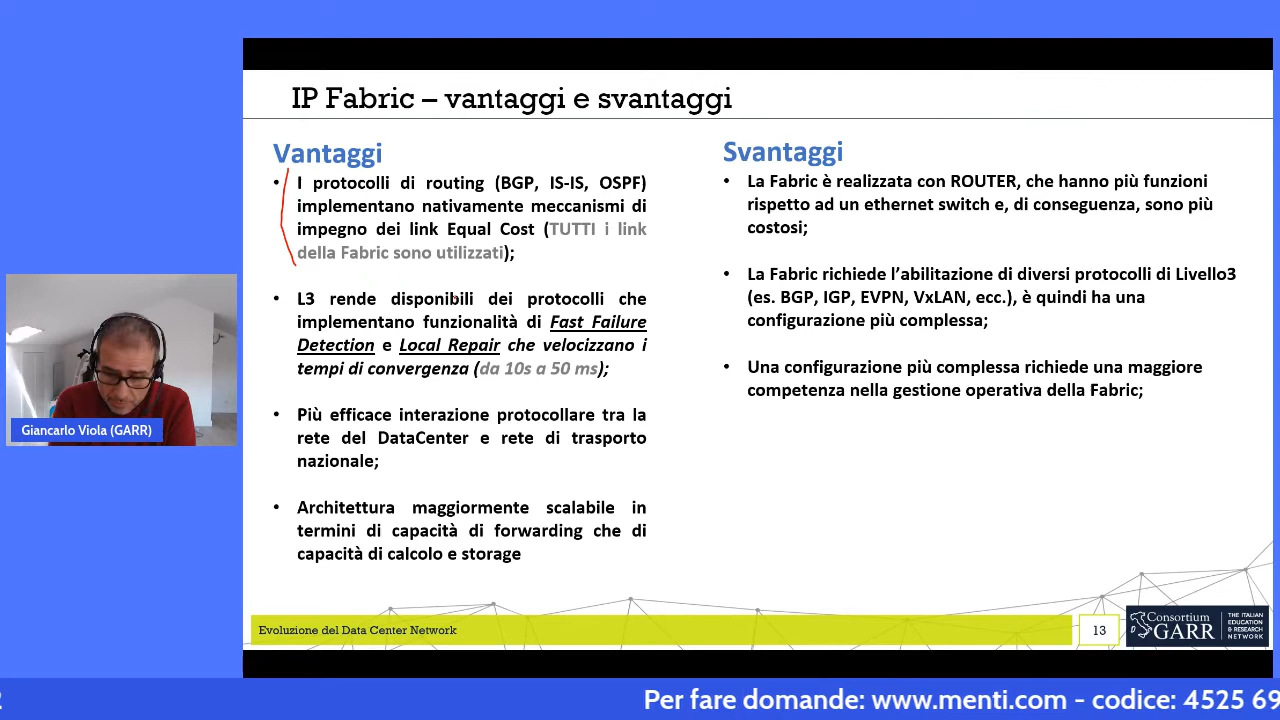 IP Fabric – vantaggi e svantaggi
Vantaggi
• I protocolli di routing (BGP, IS-IS, OSPF)
implementano nativamente meccanismi di
impegno dei link Equal Cost (TUTTI i link
della Fabric sono utilizzati);
• L3 rende disponibili dei protocolli che
implementano funzionalità di Fast Failure
Detection e Local Repair che velocizzano i
tempi di convergenza (da 10s a 50 ms);
• Più efficace interazione protocollare tra la
rete del DataCenter e rete di trasporto
nazionale;
• Architettura maggiormente scalabile in
termini di capacità di forwarding che di
capacità di calcolo e storage
Svantaggi
• La Fabric è realizzata con ROUTER, che hanno più funzioni
rispetto ad un ethernet switch e, di conseguenza, sono più
costosi;
• La Fabric richiede l’abilitazione di diversi protocolli di Livello3
(es. BGP, IGP, EVPN, VxLAN, ecc.), è quindi ha una
configurazione più complessa;
• Una configurazione più complessa richiede una maggiore
competenza nella gestione operativa della Fabric;
Giancarlo Viola (GARR)
Evoluzione del Data Center Network
13
Consortium
GARR
THE ITALIAN
EDUCATION
& RESEARCH
NETWORK
2
Per fare domande: www.menti.com - codice: 4525 69